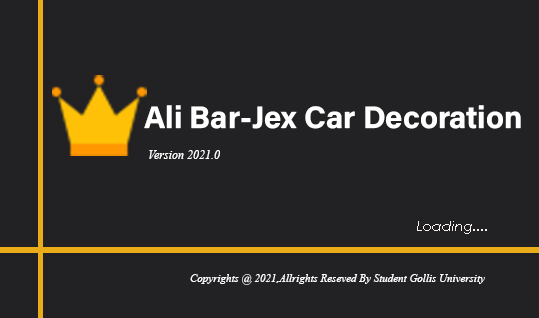 Ali Bar-Jex Car Decoration
Version 2021.0
Loading....
Copyrights @ 2021,Allrights Reseved By Student Gollis University